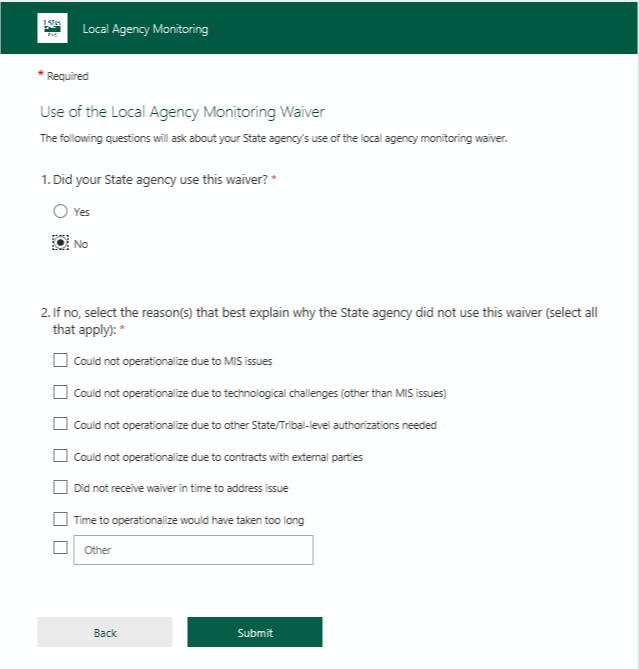 Local Agency Monitoring
* Required
Use of the Local Agency Monitoring Waiver
The following questions will ask about your State agency's use of the local agency monitoring waiver.
1. Did your State agency use this waiver? *
Yes
No
2. If no, select the reason(s) that best explain why the State agency did not use this waiver (select all
that apply): *
Could not operationalize due to MIS issues
Could not operationalize due to technological challenges (other than MIS issues)
Could not operationalize due to other State/Tribal-level authorizations needed
Could not operationalize due to contracts with external parties
Did not receive waiver in time to address issue
Time to operationalize would have taken too long
Other
Back
Submit